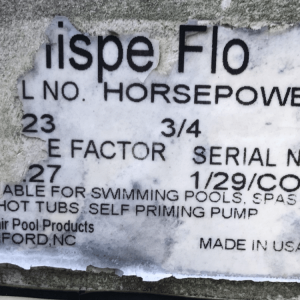 hispe Flo
L NO. HORSEPOWE
23 3/4
E FACTOR SERIAL N
.27 1/29/CO
ABLE FOR SWIMMING POOLS, SPAS
HOT TUBS, SELF PRIMING PUMP
ir Pool Products
FORD, NC
MADE IN USA